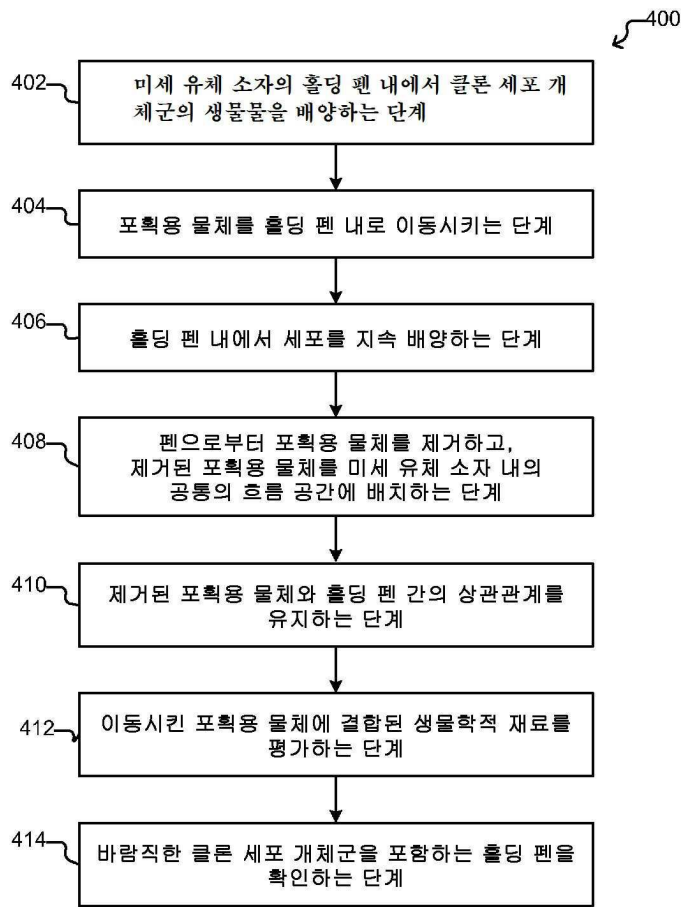 400
402
미세 유체 소자의 홀딩 펜 내에서 클론 세포 개
체군의 생물물을 배양하는 단계
404
포획용 물체를 홀딩 펜 내로 이동시키는 단계
406
홀딩 펜 내에서 세포를 지속 배양하는 단계
408
펜으로부터 포획용 물체를 제거하고,
제거된 포획용 물체를 미세 유체 소자 내의
공통의 흐름 공간에 배치하는 단계
410
제거된 포획용 물체와 홀딩 펜 간의 상관관계를
유지하는 단계
412
이동시킨 포획용 물체에 결합된 생물학적 재료를
평가하는 단계
414
바람직한 클론 세포 개체군을 포함하는 홀딩 펜을
확인하는 단계